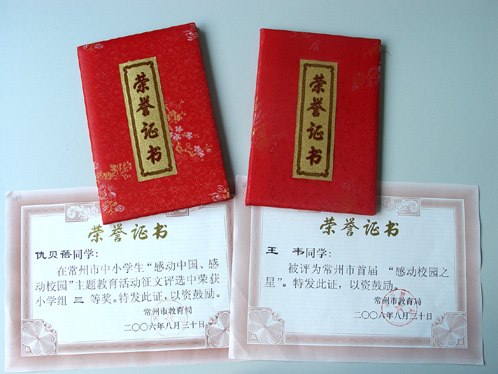 荣誉证书
荣誉证书
荣誉证书
仇贝蓓同学:
在常州市中小学生“感动中国、感
动校园”主题教育活动征文评选中荣获
小学组 三 等奖。特发此证,以资鼓励。
常州市教育局
二〇〇六年八月三十日
荣誉证书
王 韦同学:
被评为常州市首届 “感动校园之
星”。特发此证,以资鼓励。
常州市教育局
二〇〇六年八月三十日